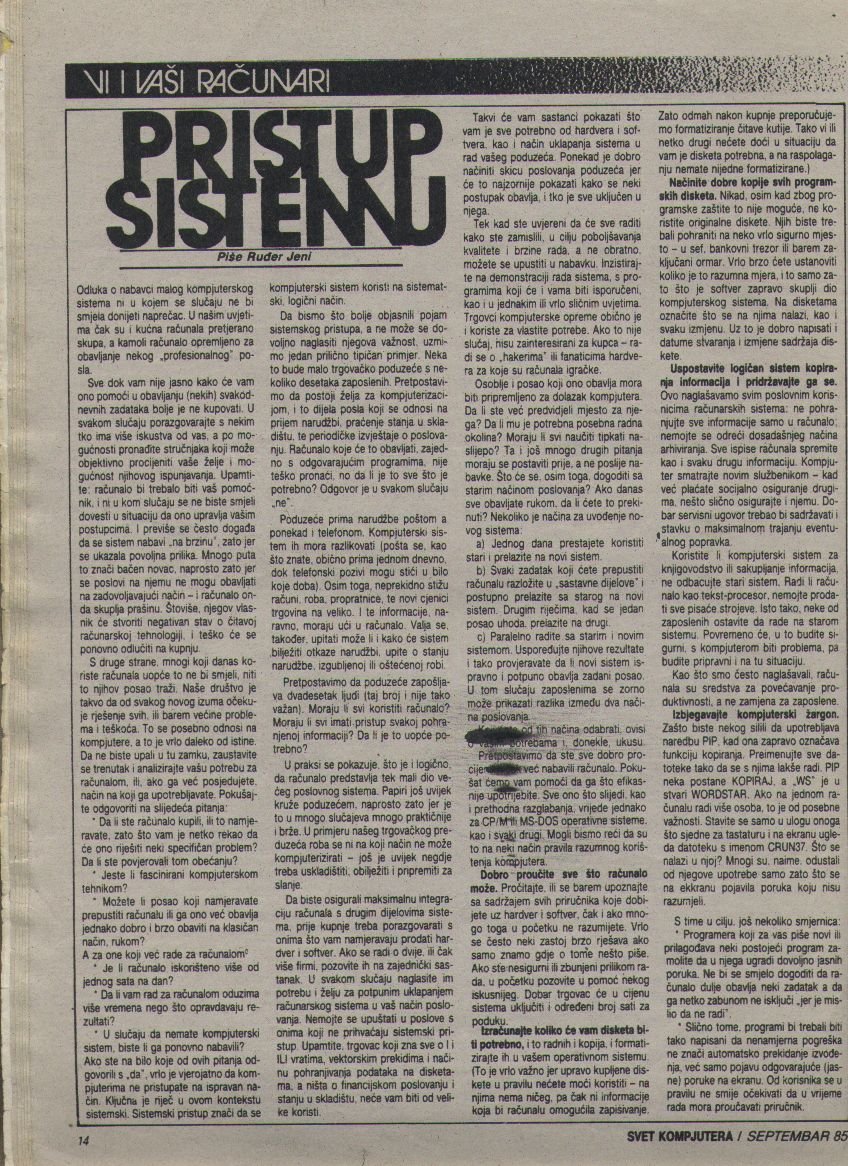 VI I VAŠI RAČUNARI
PRISTUP
SISTEMU
Piše Ruđer Jeni
Odluka o nabavci malog kompjuterskog
sistema ni u kojem se slučaju ne bi
smjela donijeti naprečac. U našim uvjeti-
ma čak su i kućna računala pretjerano
skupa, a kamoli računalo opremljeno za
obavljanje nekog „profesionalnog" po-
sla.
Sve dok vam nije jasno kako će vam
ono pomoći u obavljanju (nekih) svakod-
nevnih zadataka bolje je ne kupovati. U
svakom slučaju porazgovarajte s nekim
tko ima više iskustva od vas, a po mo-
gućnosti pronađite stručnjaka koji može
objektivno procijeniti vaše želje i mo-
gućnost njihovog ispunjavanja. Upamti-
te: računalo bi trebalo biti vaš pomoć-
nik, i ni u kom slučaju se ne biste smjeli
dovesti u situaciju da ono upravlja vašim
postupcima. I previše se često događa
da se sistem nabavi „na brzinu", zato jer
se ukazala povoljna prilika. Mnogo puta
to znači bačen novac, naprosto zato jer
se poslovi na njemu ne mogu obavljati
na zadovoljavajući način – i računalo on-
da skuplja prašinu. Štoviše, njegov vlas-
nik će stvoriti negativan stav o čitavoj
računarskoj tehnologiji, i teško će se
ponovno odlučiti na kupnju.
S druge strane, mnogi koji danas ko-
riste računala uopće to ne bi smjeli, niti
to njihov posao traži. Naše društvo je
takvo da od svakog novog izuma očeku-
je rješenje svih, ili barem većine proble-
ma i teškoća. To se posebno odnosi na
kompjutere, a to je vrlo daleko od istine.
Da ne biste upali u tu zamku, zaustavite
se trenutak i analizirajte vašu potrebu za
računalom, ili, ako ga već posjedujete,
način na koji ga upotrebljavate. Pokušaj-
te odgovoriti na slijedeća pitanja:
* Da li ste računalo kupili, ili to namje-
ravate, zato što vam je netko rekao da
će ono riješiti neki specifičan problem?
Da li ste povjerovali tom obećanju?
* Jeste li fascinirani kompjuterskom
tehnikom?
* Možete li posao koji namjeravate
prepustiti računalu ili ga ono već obavlja
jednako dobro i brzo obaviti na klasičan
način, rukom?
A za one koji već rade za računalom:
* Je li računalo iskorišteno više od
jednog sata na dan?
* Da li vam rad za računalom oduzima
više vremena nego što opravdavaju re-
zultati?
* U slučaju da nemate kompjuterski
sistem, biste li ga ponovno nabavili?
Ako ste na bilo koje od ovih pitanja od-
govorili s „da", vrlo je vjerojatno da kom-
pjuterima ne pristupate na ispravan na-
čin. Ključna je riječ u ovom kontekstu
sistemski. Sistemski pristup znači da se
kompjuterski sistem koristi na sistemat-
ski, logični način.
Da bismo što bolje objasnili pojam
sistemskog pristupa, a ne može se do-
voljno naglasiti njegova važnost, uzmi-
mo jedan prilično tipičan primjer. Neka
to bude malo trgovačko poduzeće s ne-
koliko desetaka zaposlenih. Pretpostavi-
mo da postoji želja za kompjuterizaci-
jom, i to dijela posla koji se odnosi na
prijem narudžbi, praćenje stanja u skla-
dištu, te periodičke izvještaje o poslova-
nju. Računalo koje će to obavljati, zajed-
no s odgovarajućim programima, nije
teško pronaći, no da li je to sve što je
potrebno? Odgovor je u svakom slučaju
„ne".
Poduzeće prima narudžbe poštom a
ponekad i telefonom. Kompjuterski sis-
tem ih mora razlikovati (pošta se, kao
što znate, obično prima jednom dnevno,
dok telefonski pozivi mogu stići u bilo
koje doba). Osim toga, neprekidno stižu
računi, roba, propratnice, te novi cjenici
trgovina na veliko. I te informacije, na-
ravno, moraju ući u računalo. Valja se,
također, upitati može li i kako će sistem
bilježiti otkaze narudžbi, upite o stanju
narudžbe, izgubljenoj ili oštećenoj robi.
Pretpostavimo da poduzeće zapošlja-
va dvadesetak ljudi (taj broj i nije tako
važan). Moraju li svi koristiti računalo?
Moraju li svi imati pristup svakoj pohra-
njenoj informaciji? Da li je to uopće po-
trebno?
U praksi se pokazuje, što je i logično,
da računalo predstavlja tek mali dio ve-
ćeg poslovnog sistema. Papiri još uvijek
kruže poduzećem, naprosto zato jer je
to u mnogo slučajeva mnogo praktičnije
i brže. U primjeru našeg trgovačkog pre-
duzeća roba se ni na koji način ne može
kompjuterizirati – još je uvijek negdje
treba uskladištiti, obilježiti i pripremiti za
slanje.
Da biste osigurali maksimalnu integra-
ciju računala s drugim dijelovima siste-
ma, prije kupnje treba porazgovarati s
onima što vam namjeravaju prodati har-
dver i softver. Ako se radi o dvije, ili čak
više firmi, pozovite ih na zajednički sas-
tanak. U svakom slučaju naglasite im
potrebu i želju za potpunim uklapanjem
računarskog sistema u vaš način poslo-
vanja. Nemojte se upuštati u poslove s
onima koji ne prihvaćaju sistemski pri-
stup. Upamtite, trgovac koji zna sve o I i
ILI vratima, vektorskim prekidima i nači-
nu pohranjivanja podataka na disketa-
ma, a ništa o financijskom poslovanju i
stanju u skladištu, neće vam biti od veli-
ke koristi.
Takvi će vam sastanci pokazati što
vam je sve potrebno od hardvera i sof-
tvera, kao i način uklapanja sistema u
rad vašeg poduzeća. Ponekad je dobro
načiniti skicu poslovanja poduzeća jer
će to najzornije pokazati kako se neki
postupak obavlja, i tko je sve uključen u
njega.
Tek kad ste uvjereni da će sve raditi
kako ste zamislili, u cilju poboljšavanja
kvalitete i brzine rada, a ne obratno,
možete se upustiti u nabavku. Inzistiraj-
te na demonstraciji rada sistema, s pro-
gramima koji će i vama biti isporučeni,
kao i u jednakim ili vrlo sličnim uvjetima.
Trgovci kompjuterske opreme obično je
i koriste za vlastite potrebe. Ako to nije
slučaj, nisu zainteresirani za kupca – ra-
di se o „hakerima" ili fanaticima hardve-
ra za koje su računala igračke.
Osoblje i posao koji ono obavlja mora
biti pripremljeno za dolazak kompjutera.
Da li ste već predvidjeli mjesto za nje-
ga? Da li mu je potrebna posebna radna
okolina? Moraju li svi naučiti tipkati na-
slijepo? Ta i još mnogo drugih pitanja
moraju se postaviti prije, a ne poslije na-
bavke. Što će se, osim toga, dogoditi sa
starim načinom poslovanja? Ako danas
sve obavljate rukom, da li ćete to preki-
nuti? Nekoliko je načina za uvođenje no-
vog sistema:
a) Jednog dana prestajete koristiti
stari i prelazite na novi sistem.
b) Svaki zadatak koji ćete prepustiti
računalu razložite u „sastavne dijelove" i
postupno prelazite sa starog na novi
sistem. Drugim riječima, kad se jedan
posao uhoda, prelazite na drugi.
c) Paralelno radite sa starim i novim
sistemom. Uspoređujte njihove rezultate
i tako provjeravate da li novi sistem is-
pravno i potpuno obavlja zadani posao.
U tom slučaju zaposlenima se zorno
može prikazati razlika između dva nači-
na poslovanja.
od tih načina odabrati, ovisi
o vašim potrebama i, donekle, ukusu.
Pretpostavimo da ste sve dobro pro-
već nabavili računalo. Poku-
šat ćemo vam pomoći da ga što efikas-
nije upotrijebite. Sve ono što slijedi, kao
i prethodna razglabanja, vrijede jednako
za CP/M ili MS-DOS operativne sisteme,
kao i svaki drugi. Mogli bismo reći da su
to na neki način pravila razumnog koriš-
tenja kompjutera.
Dobro proučite sve što računalo
može. Pročitajte, ili se barem upoznajte
sa sadržajem svih priručnika koje dobi-
jete uz hardver i softver, čak i ako mno-
go toga u početku ne razumijete. Vrlo
se često neki zastoj brzo rješava ako
samo znamo gdje o tome nešto piše.
Ako ste nesigurni ili zbunjeni prilikom ra-
da, u početku pozovite u pomoć nekog
iskusnijeg. Dobar trgovac će u cijenu
sistema uključiti i određeni broj sati za
poduku.
Izračunajte koliko će vam disketa bi-
ti potrebno, i to radnih i kopija, i formati-
zirajte ih u vašem operativnom sistemu.
(To je vrlo važno jer upravo kupljene dis-
kete u pravilu nećete moći koristiti – na
njima nema ničeg, pa čak ni informacije
koja bi računalu omogućila zapisivanje.
Zato odmah nakon kupnje preporučuje-
mo formatiziranje čitave kutije. Tako vi ili
netko drugi nećete doći u situaciju da
vam je disketa potrebna, a na raspolaga-
nju nemate nijedne formatizirane.)
Načinite dobre kopije svih program-
skih disketa. Nikad, osim kad zbog pro-
gramske zaštite to nije moguće, ne ko-
ristite originalne diskete. Njih biste tre-
bali pohraniti na neko vrlo sigurno mjes-
to – u sef, bankovni trezor ili barem za-
ključani ormar. Vrlo brzo ćete ustanoviti
koliko je to razumna mjera, i to samo za-
to što je softver zapravo skuplji dio
kompjuterskog sistema. Na disketama
označite što se na njima nalazi, kao i
svaku izmjenu. Uz to je dobro napisati i
datume stvaranja i izmjene sadržaja dis-
kete.
Uspostavite logičan sistem kopira-
nja informacija i pridržavajte ga se.
Ovo naglašavamo svim poslovnim koris-
nicima računarskih sistema: ne pohra-
njujte sve informacije samo u računalo;
nemojte se odreći dosadašnjeg načina
arhiviranja. Sve ispise računala spremite
kao i svaku drugu informaciju. Kompju-
ter smatrajte novim službenikom – kad
već plaćate socijalno osiguranje drugi-
ma, nešto slično osigurajte i njemu. Do-
bar servisni ugovor trebao bi sadržavati i
stavku o maksimalnom trajanju eventu-
alnog popravka.
Koristite li kompjuterski sistem za
knjigovodstvo ili sakupljanje informacija,
ne odbacujte stari sistem. Radi li raču-
nalo kao tekst-procesor, nemojte proda-
ti sve pisaće strojeve. Isto tako, neke od
zaposlenih ostavite da rade na starom
sistemu. Povremeno će, u to budite si-
gurni, s kompjuterom biti problema, pa
budite pripravni i na tu situaciju.
Kao što smo često naglašavali, raču-
nala su sredstva za povećavanje pro-
duktivnosti, a ne zamjena za zaposlene.
Izbjegavajte kompjuterski žargon.
Zašto biste nekog silili da upotrebljava
naredbu PIP, kad ona zapravo označava
funkciju kopiranja. Preimenujte sve da-
toteke tako da se s njima lakše radi. PIP
neka postane KOPIRAJ, a „WS" je u
stvari WORDSTAR. Ako na jednom ra-
čunalu radi više osoba, to je od posebne
važnosti. Stavite se samo u ulogu onoga
što sjedne za tastaturu i na ekranu ugle-
da datoteku s imenom CRUN37. Što se
nalazi u njoj? Mnogi su, naime, odustali
od njegove upotrebe samo zato što se
na ekkranu pojavila poruka koju nisu
razumjeli.
S time u cilju, još nekoliko smjernica:
* Programera koji za vas piše novi ili
prilagođava neki postojeći program za-
molite da u njega ugradi dovoljno jasnih
poruka. Ne bi se smjelo dogoditi da ra-
čunalo dulje obavlja neki zadatak a da
ga netko zabunom ne isključi „jer je mis-
lio da ne radi".
* Slično tome, programi bi trebali biti
tako napisani da nenamjerna pogreška
ne znači automatsko prekidanje izvođe-
nja, već samo pojavu odgovarajuće (jas-
ne) poruke na ekranu. Od korisnika se u
pravilu ne smije očekivati da u vrijeme
rada mora proučavati priručnik.
14
SVET KOMPJUTERA / SEPTEMBAR 85